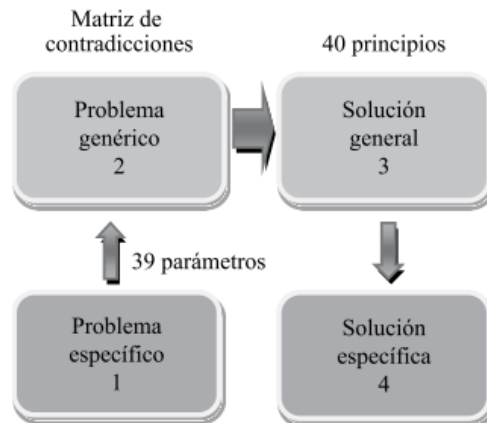 Matriz de
contradicciones
40 principios
Problema
genérico
2
Solución
general
3
39 parámetros
Problema
específico
1
Solución
específica
4